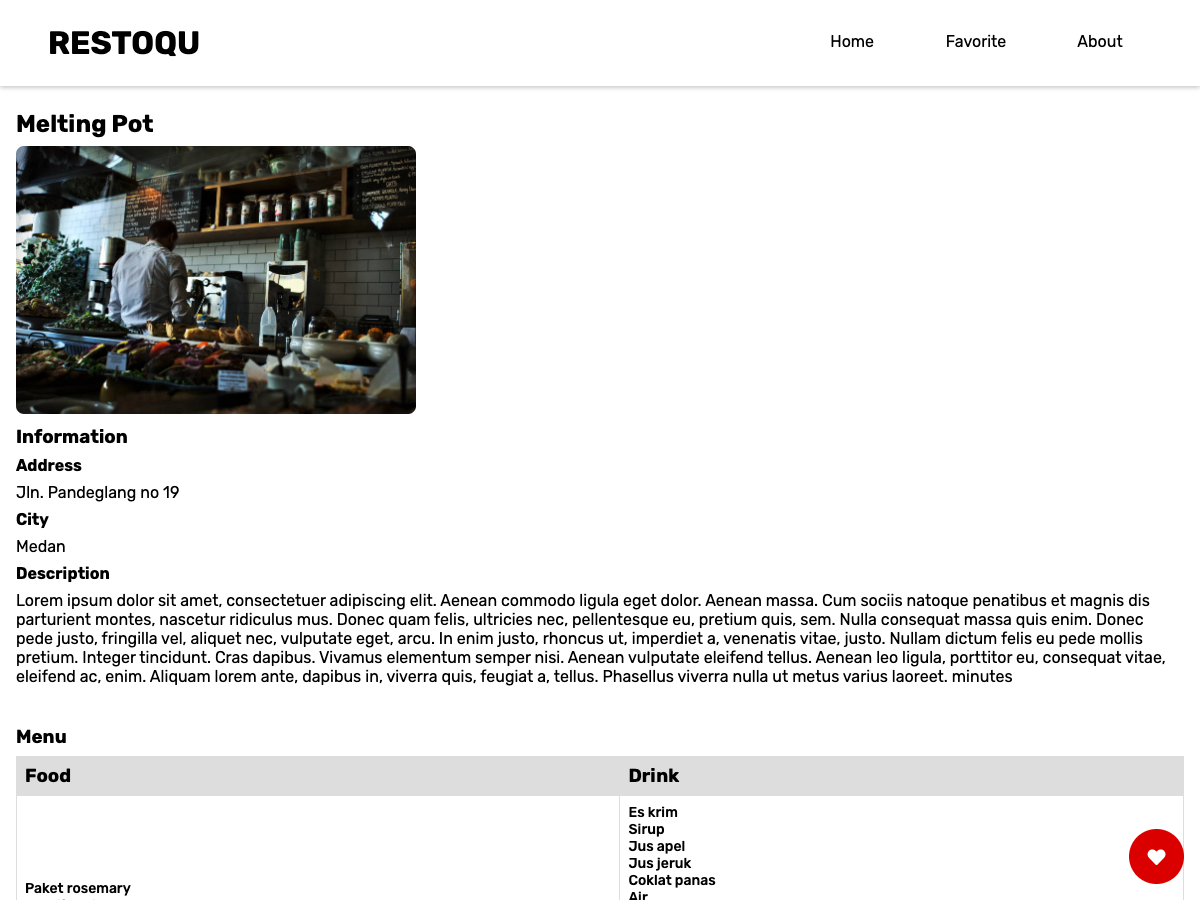 RESTOQU
Home
Favorite
About
Melting Pot
Information
Address
Jln. Pandeglang no 19
City
Medan
Description
Lorem ipsum dolor sit amet, consectetuer adipiscing elit. Aenean commodo ligula eget dolor. Aenean massa. Cum sociis natoque penatibus et magnis dis
parturient montes, nascetur ridiculus mus. Donec quam felis, ultricies nec, pellentesque eu, pretium quis, sem. Nulla consequat massa quis enim. Donec
pede justo, fringilla vel, aliquet nec, vulputate eget, arcu. In enim justo, rhoncus ut, imperdiet a, venenatis vitae, justo. Nullam dictum felis eu pede mollis
pretium. Integer tincidunt. Cras dapibus. Vivamus elementum semper nisi. Aenean vulputate eleifend tellus. Aenean leo ligula, porttitor eu, consequat vitae,
eleifend ac, enim. Aliquam lorem ante, dapibus in, viverra quis, feugiat a, tellus. Phasellus viverra nulla ut metus varius laoreet. minutes
Menu
Food
Drink
Paket rosemary
Es krim
Sirup
Jus apel
Jus jeruk
Coklat panas
Air